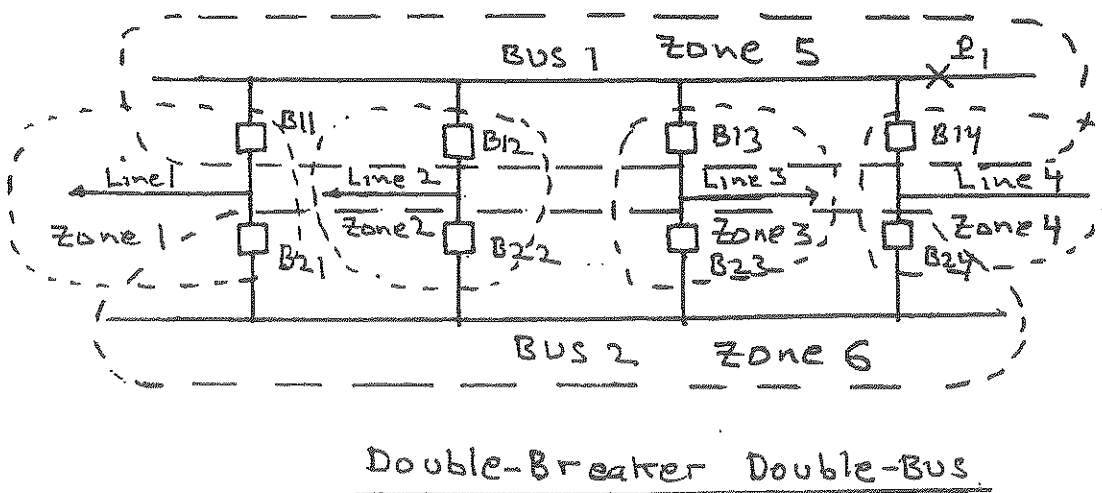 BUS 1 Zone 5 P1
B11 B12 B13 B14
Line 1 Line 2 Line 3 Line 4
Zone 1 Zone 2 Zone 3 Zone 4
B21 B22 B23 B24
BUS 2 Zone 6
Double-Breaker Double-Bus